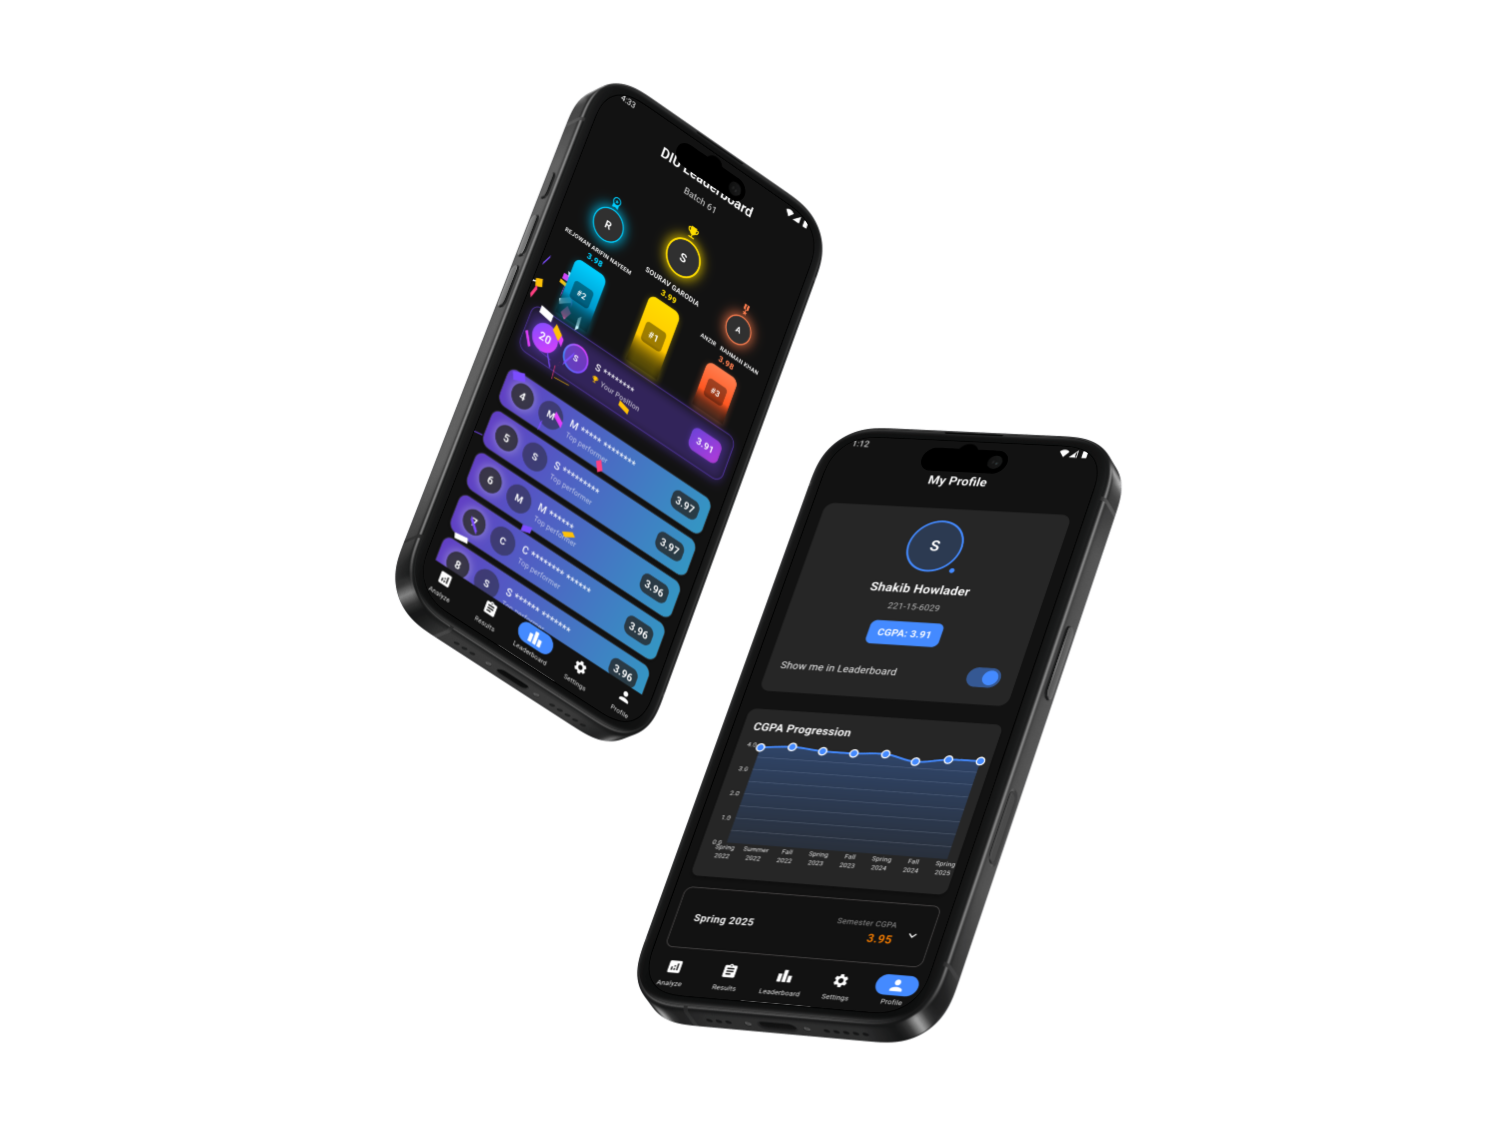 4:33
DIU Leaderboard
Batch 61
R
REJOWAN ARIFIN NAYEEM
3.98
#2
S
SOURAV GARODIA
3.99
#1
A
ANZIR RAHMAN KHAN
3.98
#3
20
S
S ********
Your Position
3.91
4
M
M ***** ********
Top performer
3.97
5
S
S *********
Top performer
3.97
6
M
M ******
Top performer
3.96
7
C
C ******** ******
Top performer
3.96
8
S
S ****** *******
3.96
Analyze
Results
Leaderboard
Settings
Profile
1:12
My Profile
S
Shakib Howlader
221-15-6029
CGPA: 3.91
Show me in Leaderboard
CGPA Progression
4.0
3.0
2.0
1.0
0.0
Spring 2022
Summer 2022
Fall 2022
Spring 2023
Fall 2023
Spring 2024
Fall 2024
Spring 2025
Spring 2025
Semester CGPA
3.95
Analyze
Results
Leaderboard
Settings
Profile